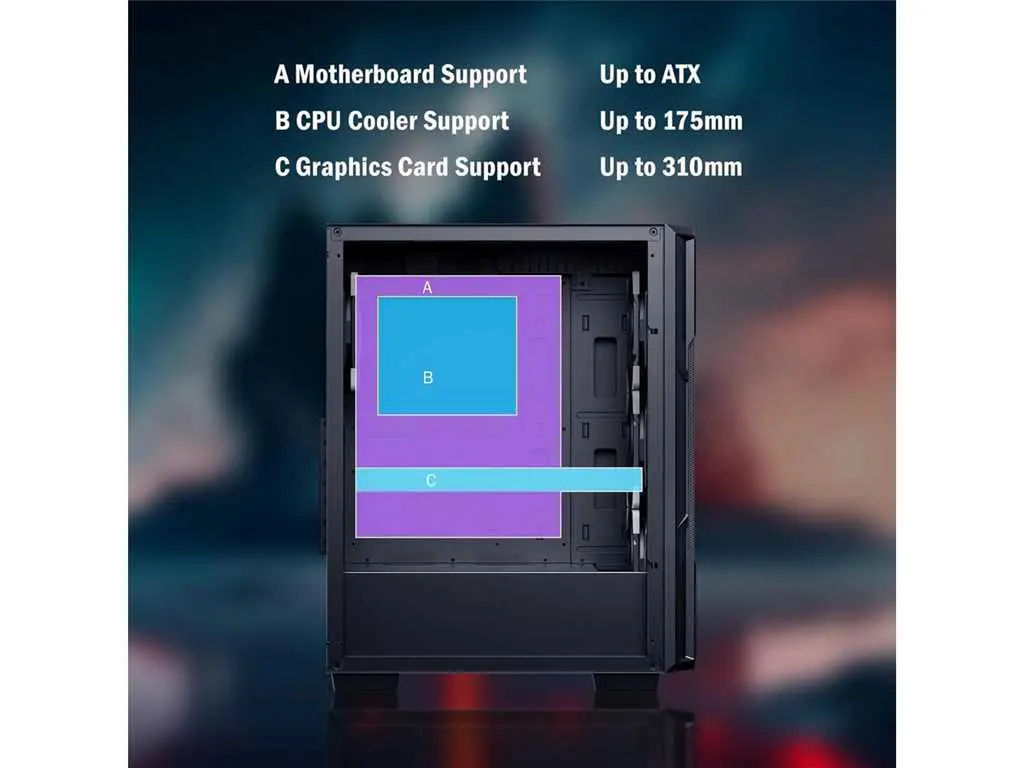 A Motherboard Support Up to ATX
B CPU Cooler Support Up to 175mm
C Graphics Card Support Up to 310mm
A
B
C